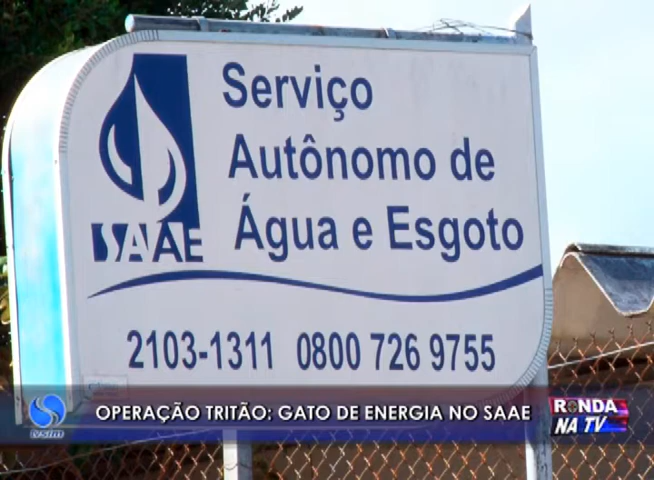 Serviço
Autônomo de
Água e Esgoto
SAAE
2103-1311 0800 726 9755
OPERAÇÃO TRITÃO: GATO DE ENERGIA NO SAAE
RONDA
NA TV